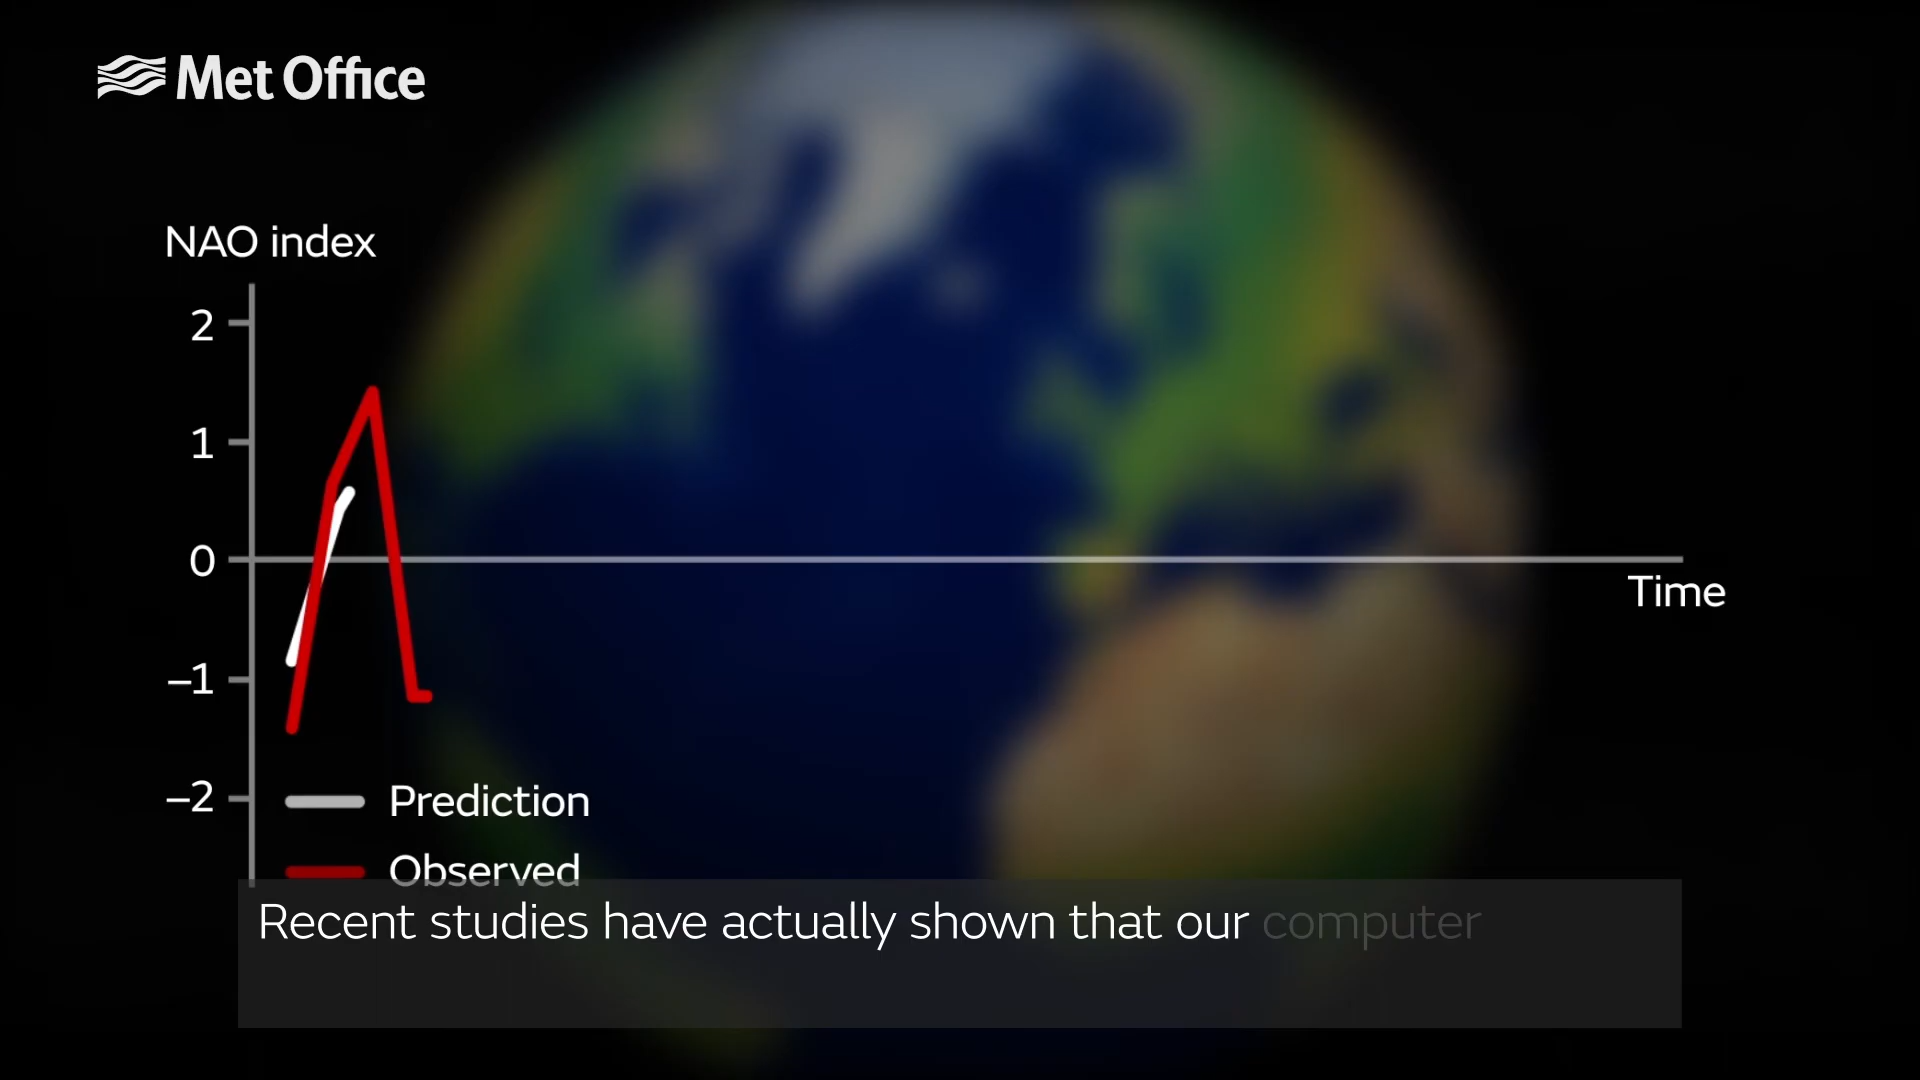 Met Office
NAO index
2
1
0
Time
−1
−2
Prediction
Observed
Recent studies have actually shown that our computer